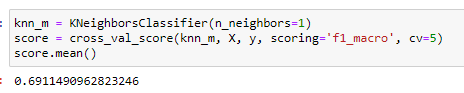 knn_m = KNeighborsClassifier(n_neighbors=1)
score = cross_val_score(knn_m, X, y, scoring='f1_macro', cv=5)
score.mean()
0.6911490962823246